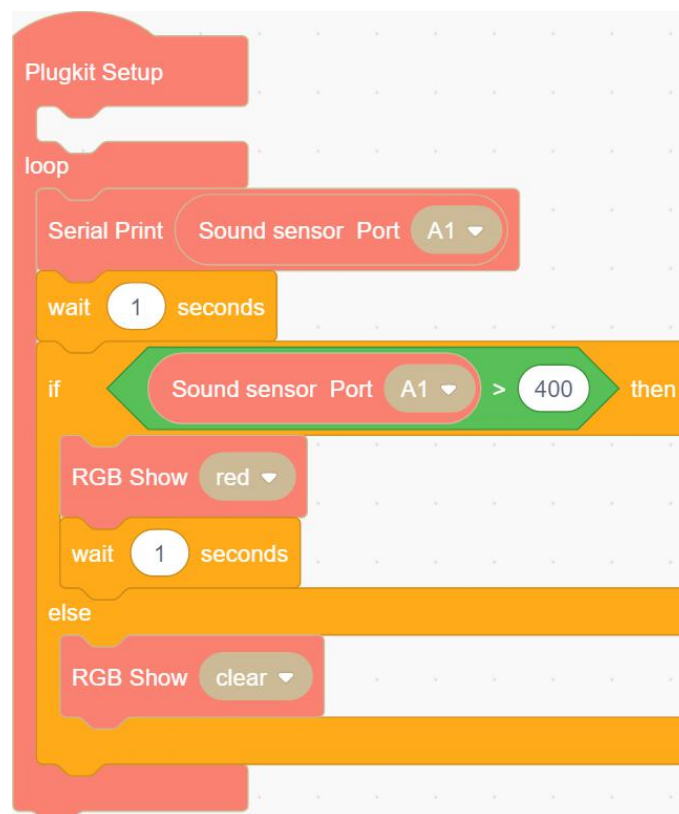 Plugkit Setup
loop
Serial Print Sound sensor Port A1
wait 1 seconds
if Sound sensor Port A1 > 400 then
RGB Show red
wait 1 seconds
else
RGB Show clear